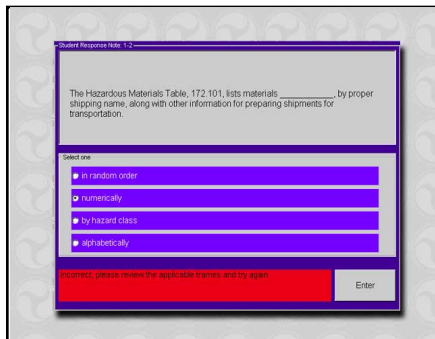 Student Response Note: 1-2
The Hazardous Materials Table, 172.101, lists materials ____________, by proper
shipping name, along with other information for preparing shipments for
transportation.
Select one
in random order
numerically
by hazard class
alphabetically
Incorrect, please review the applicable frames and try again
Enter